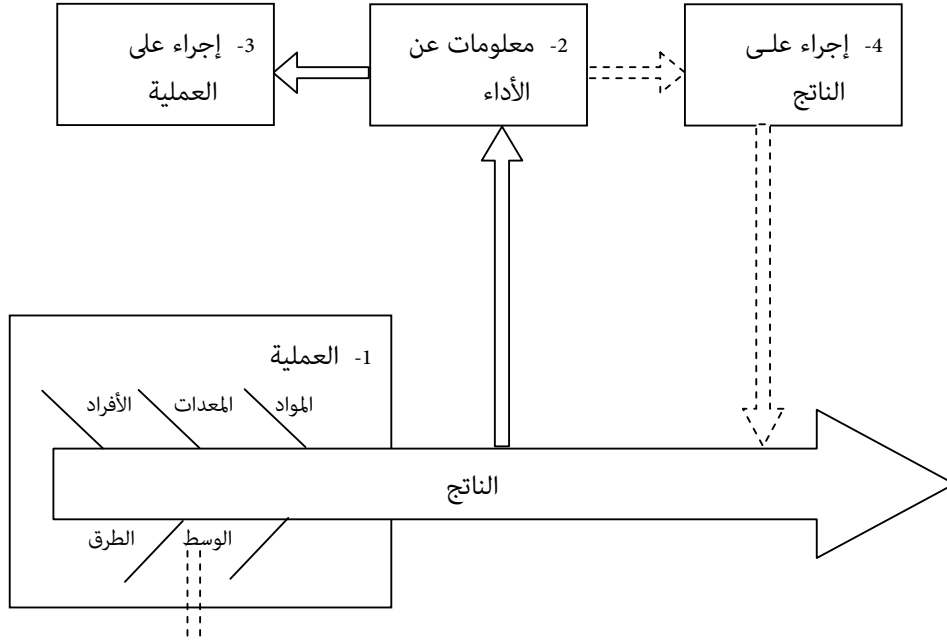 4- إجراء علـى
الناتج
2- معلومات عن
الأداء
3- إجراء على
العملية
1- العملية
المواد
المعدات
الأفراد
الناتج
الوسط
الطرق